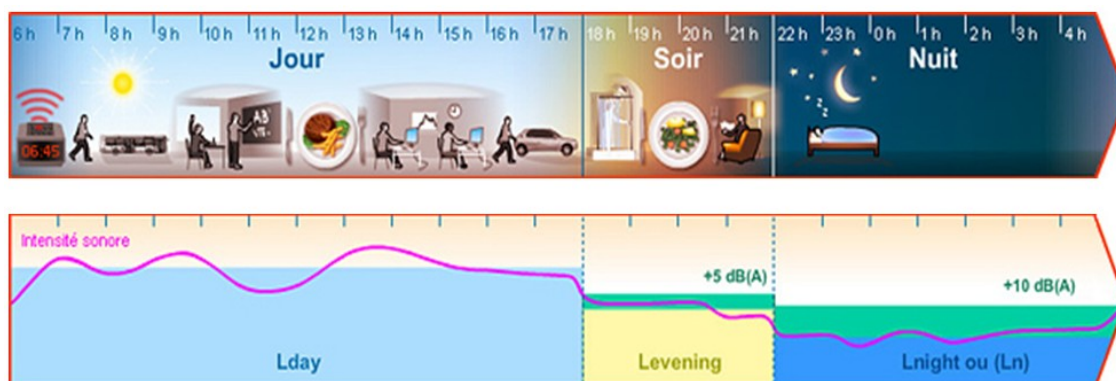 6 h 7 h 8 h 9 h 10 h 11 h 12 h 13 h 14 h 15 h 16 h 17 h 18 h 19 h 20 h 21 h 22 h 23 h 0 h 1 h 2 h 3 h 4 h
Jour Soir Nuit
06.45
Intensité sonore
+5 dB(A) +10 dB(A)
Lday Levening Lnight ou (Ln)